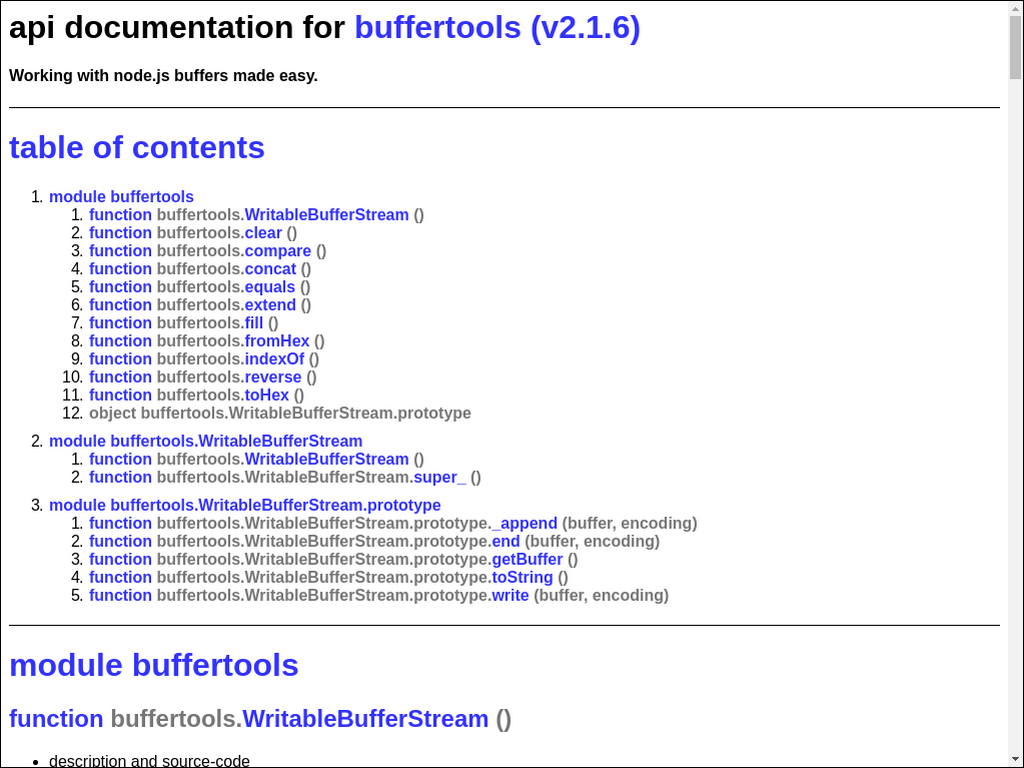 api documentation for buffertools (v2.1.6)
Working with node.js buffers made easy.
table of contents
1. module buffertools
1. function buffertools.WritableBufferStream ()
2. function buffertools.clear ()
3. function buffertools.compare ()
4. function buffertools.concat ()
5. function buffertools.equals ()
6. function buffertools.extend ()
7. function buffertools.fill ()
8. function buffertools.fromHex ()
9. function buffertools.indexOf ()
10. function buffertools.reverse ()
11. function buffertools.toHex ()
12. object buffertools.WritableBufferStream.prototype
2. module buffertools.WritableBufferStream
1. function buffertools.WritableBufferStream ()
2. function buffertools.WritableBufferStream.super_ ()
3. module buffertools.WritableBufferStream.prototype
1. function buffertools.WritableBufferStream.prototype._append (buffer, encoding)
2. function buffertools.WritableBufferStream.prototype.end (buffer, encoding)
3. function buffertools.WritableBufferStream.prototype.getBuffer ()
4. function buffertools.WritableBufferStream.prototype.toString ()
5. function buffertools.WritableBufferStream.prototype.write (buffer, encoding)
module buffertools
function buffertools.WritableBufferStream ()
• description and source-code